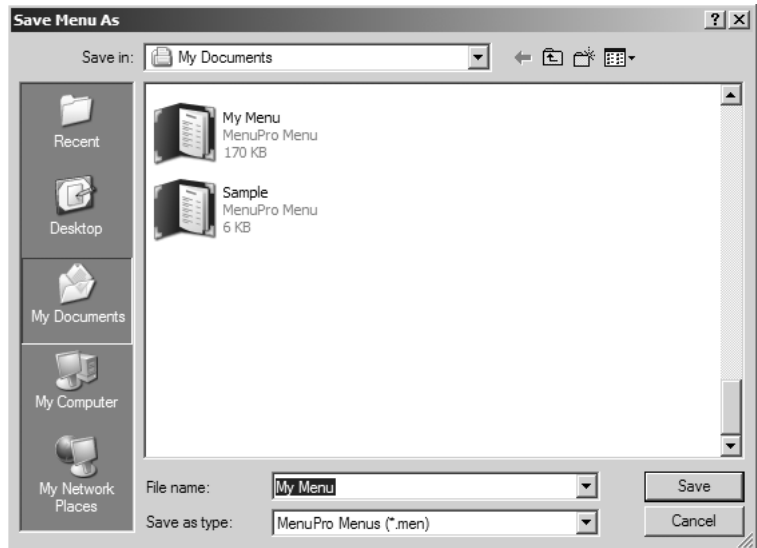 Save Menu As
Save in:
My Documents
Recent
Desktop
My Documents
My Computer
My Network
Places
My Menu
MenuPro Menu
170 KB
Sample
MenuPro Menu
6 KB
File name:
My Menu
Save
Save as type:
MenuPro Menus (*.men)
Cancel